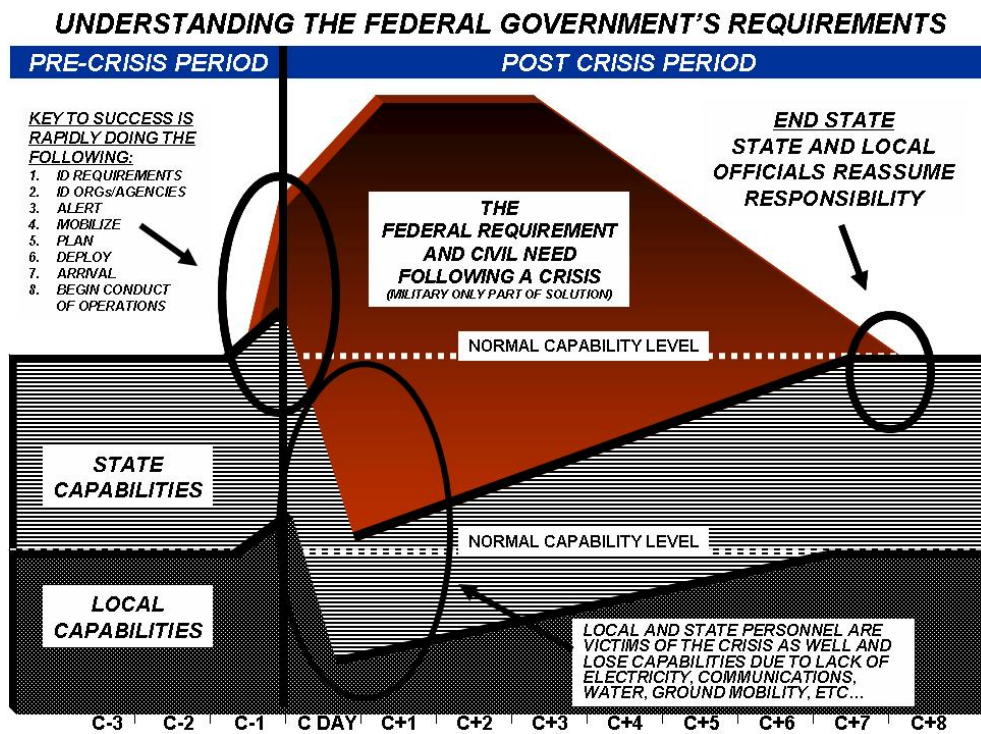 UNDERSTANDING THE FEDERAL GOVERNMENT'S REQUIREMENTS
PRE-CRISIS PERIOD
POST CRISIS PERIOD
KEY TO SUCCESS IS
RAPIDLY DOING THE
FOLLOWING:
1. ID REQUIREMENTS
2. ID ORGs/AGENCIES
3. ALERT
4. MOBILIZE
5. PLAN
6. DEPLOY
7. ARRIVAL
8. BEGIN CONDUCT
OF OPERATIONS
THE
FEDERAL REQUIREMENT
AND CIVIL NEED
FOLLOWING A CRISIS
(MILITARY ONLY PART OF SOLUTION)
END STATE
STATE AND LOCAL
OFFICIALS REASSUME
RESPONSIBILITY
NORMAL CAPABILITY LEVEL
STATE
CAPABILITIES
NORMAL CAPABILITY LEVEL
LOCAL
CAPABILITIES
LOCAL AND STATE PERSONNEL ARE
VICTIMS OF THE CRISIS AS WELL AND
LOSE CAPABILITIES DUE TO LACK OF
ELECTRICITY, COMMUNICATIONS,
WATER, GROUND MOBILITY, ETC…
C-3 C-2 C-1 C DAY C+1 C+2 C+3 C+4 C+5 C+6 C+7 C+8